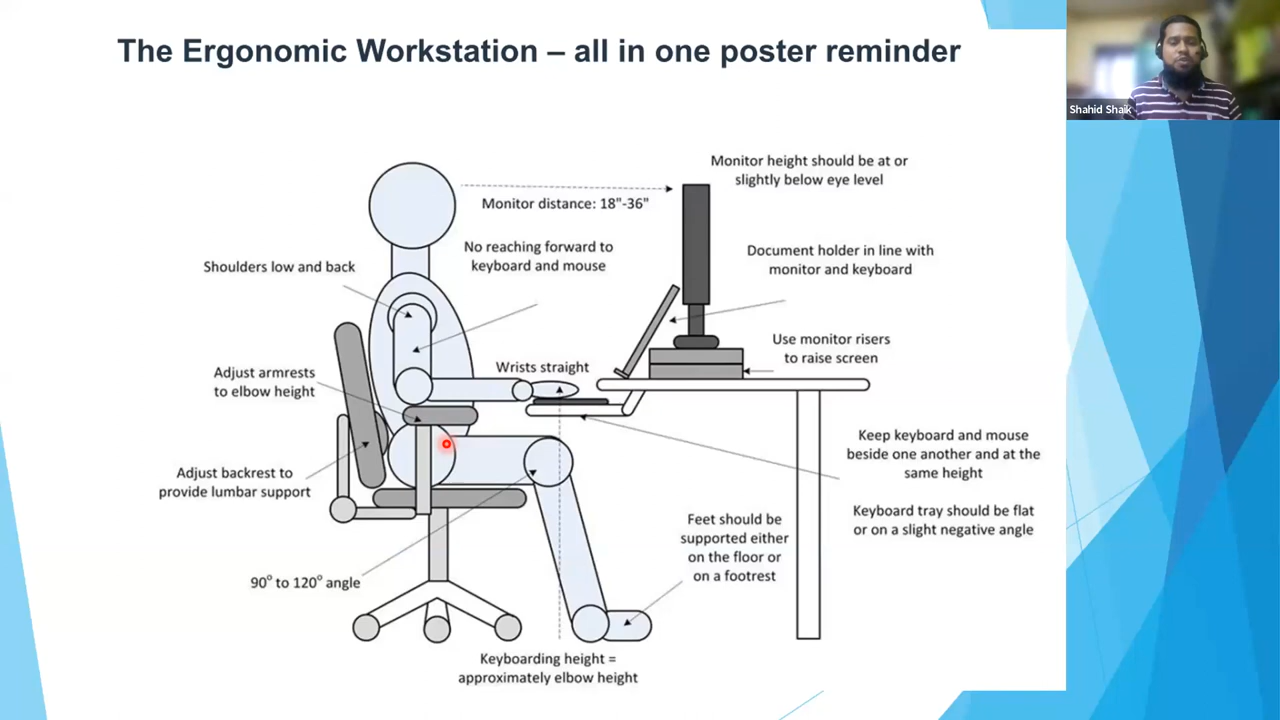 The Ergonomic Workstation – all in one poster reminder
Shahid Shaik
Monitor height should be at or
slightly below eye level
Monitor distance: 18"-36"
No reaching forward to
keyboard and mouse
Document holder in line with
monitor and keyboard
Shoulders low and back
Use monitor risers
to raise screen
Wrists straight
Adjust armrests
to elbow height
Keep keyboard and mouse
beside one another and at the
same height
Adjust backrest to
provide lumbar support
Keyboard tray should be flat
or on a slight negative angle
Feet should be
supported either
on the floor or
on a footrest
90° to 120° angle
Keyboarding height =
approximately elbow height